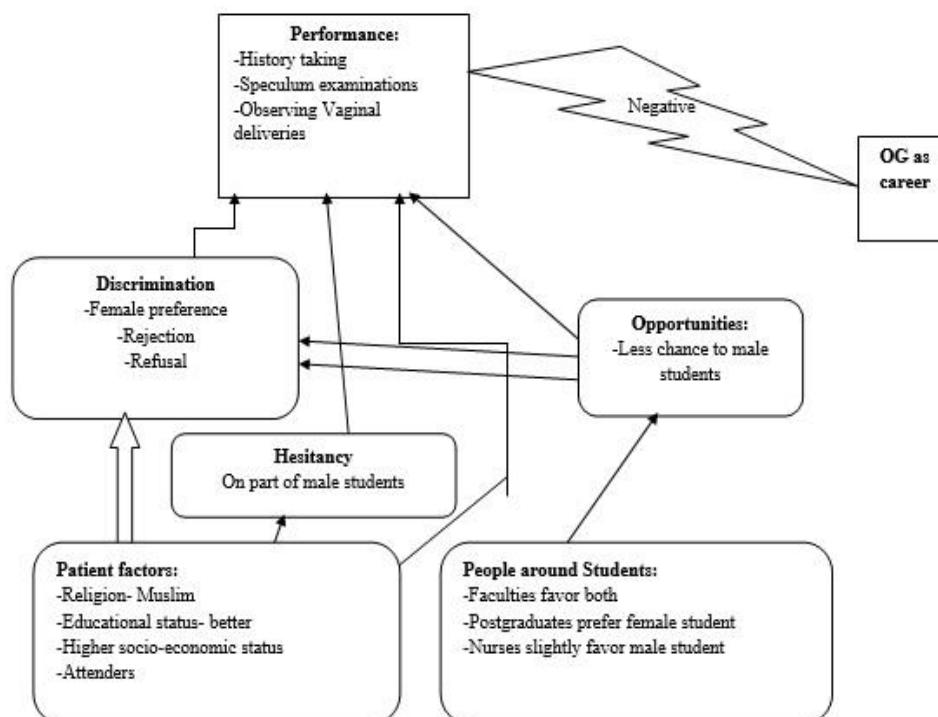 Performance:
-History taking
-Speculum examinations
-Observing Vaginal
deliveries
Negative
OG as
career
Discrimination
-Female preference
-Rejection
-Refusal
Opportunities:
-Less chance to male
students
Hesitancy
On part of male students
Patient factors:
-Religion- Muslim
-Educational status- better
-Higher socio-economic status
-Attenders
People around Students:
-Faculties favor both
-Postgraduates prefer female student
-Nurses slightly favor male student